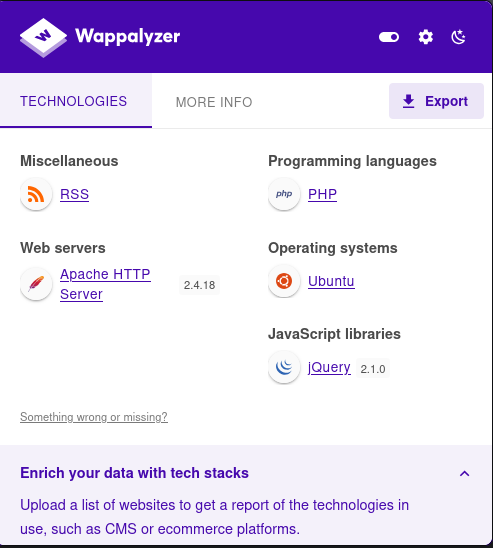 Wappalyzer
TECHNOLOGIES
MORE INFO
Export
Miscellaneous
RSS
Programming languages
php
PHP
Web servers
Apache HTTP
Server
2.4.18
Operating systems
Ubuntu
JavaScript libraries
jQuery
2.1.0
Something wrong or missing?
Enrich your data with tech stacks
Upload a list of websites to get a report of the technologies in
use, such as CMS or ecommerce platforms.